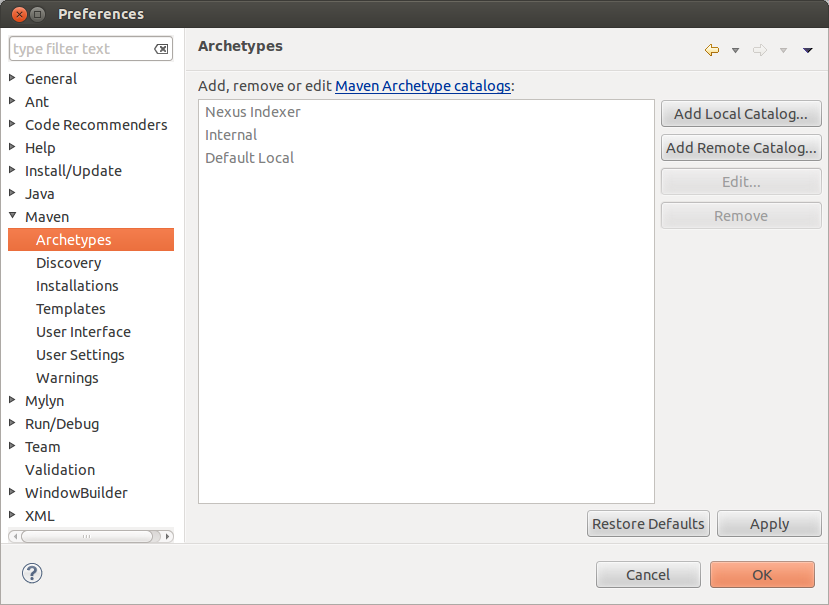 Preferences
type filter text
General
Ant
Code Recommenders
Help
Install/Update
Java
Maven
Archetypes
Discovery
Installations
Templates
User Interface
User Settings
Warnings
Mylyn
Run/Debug
Team
Validation
WindowBuilder
XML
Archetypes
Add, remove or edit Maven Archetype catalogs:
Nexus Indexer
Internal
Default Local
Add Local Catalog...
Add Remote Catalog...
Edit...
Remove
Restore Defaults
Apply
?
Cancel
OK